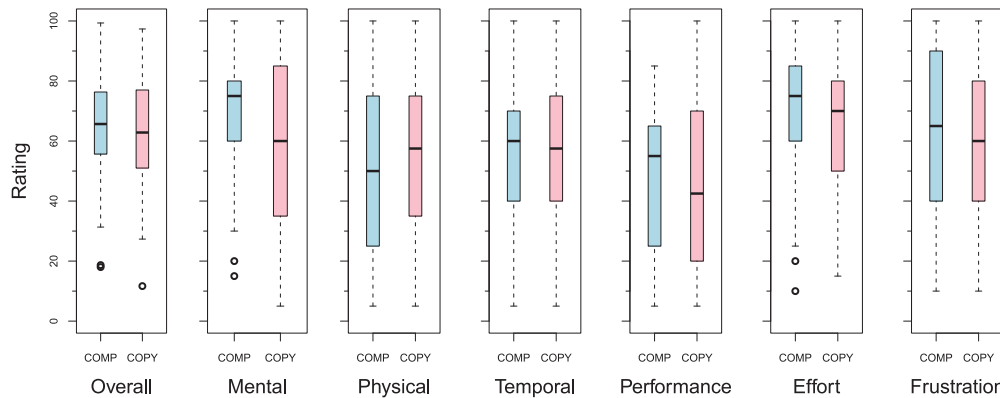 Rating
100
80
60
40
20
0
COMP COPY COMP COPY COMP COPY COMP COPY COMP COPY COMP COPY COMP COPY
Overall Mental Physical Temporal Performance Effort Frustration